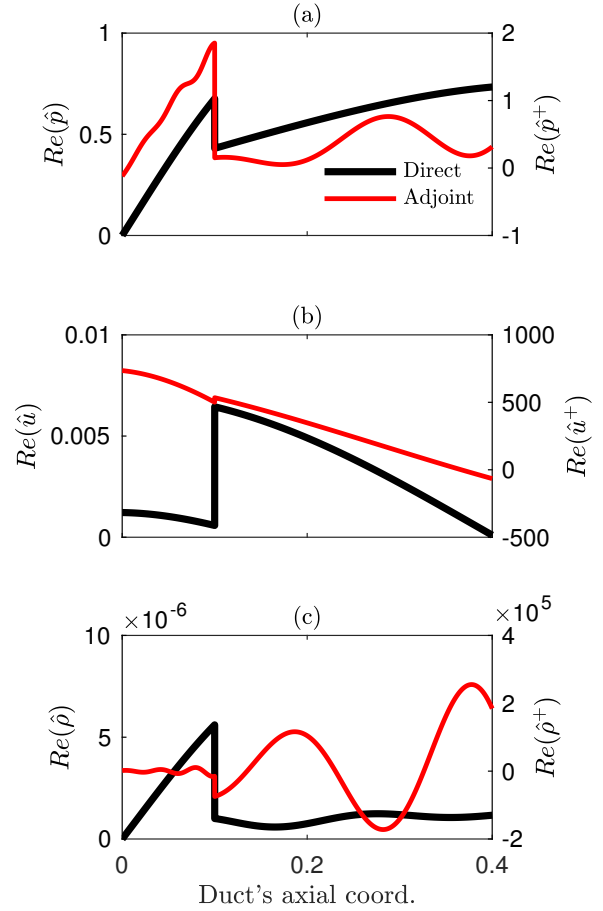 (a)
1
0.5
0
2
1
0
-1
Re(p̂)
Re(p̂⁺)
Direct
Adjoint
(b)
0.01
0.005
0
1000
500
0
-500
Re(û)
Re(û⁺)
(c)
×10⁻⁶
×10⁵
10
5
0
4
2
0
-2
Re(ρ̂)
Re(ρ̂⁺)
0
0.2
0.4
Duct's axial coord.